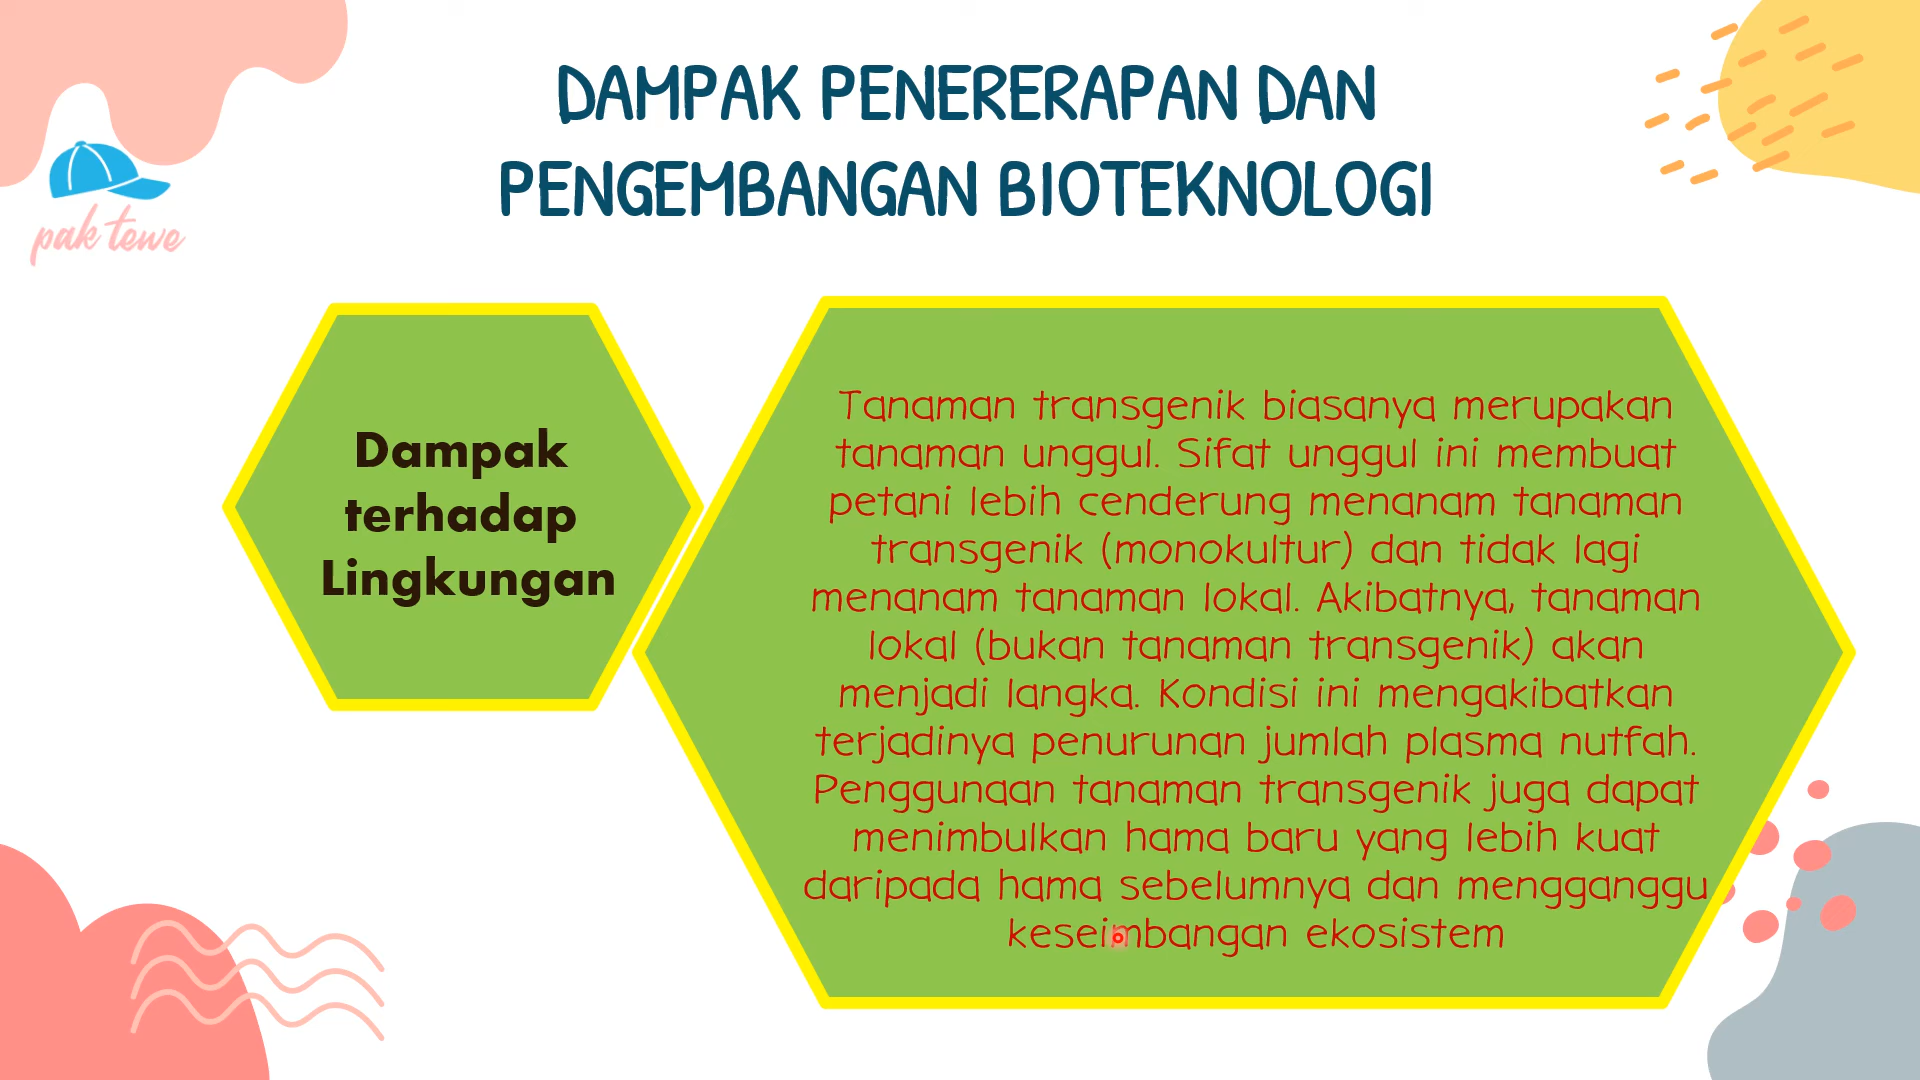 DAMPAK PENERERAPAN DAN
PENGEMBANGAN BIOTEKNOLOGI
pak tewe
Dampak
terhadap
Lingkungan
Tanaman transgenik biasanya merupakan
tanaman unggul. Sifat unggul ini membuat
petani lebih cenderung menanam tanaman
transgenik (monokultur) dan tidak lagi
menanam tanaman lokal. Akibatnya, tanaman
lokal (bukan tanaman transgenik) akan
menjadi langka. Kondisi ini mengakibatkan
terjadinya penurunan jumlah plasma nutfah.
Penggunaan tanaman transgenik juga dapat
menimbulkan hama baru yang lebih kuat
daripada hama sebelumnya dan mengganggu
keseimbangan ekosistem